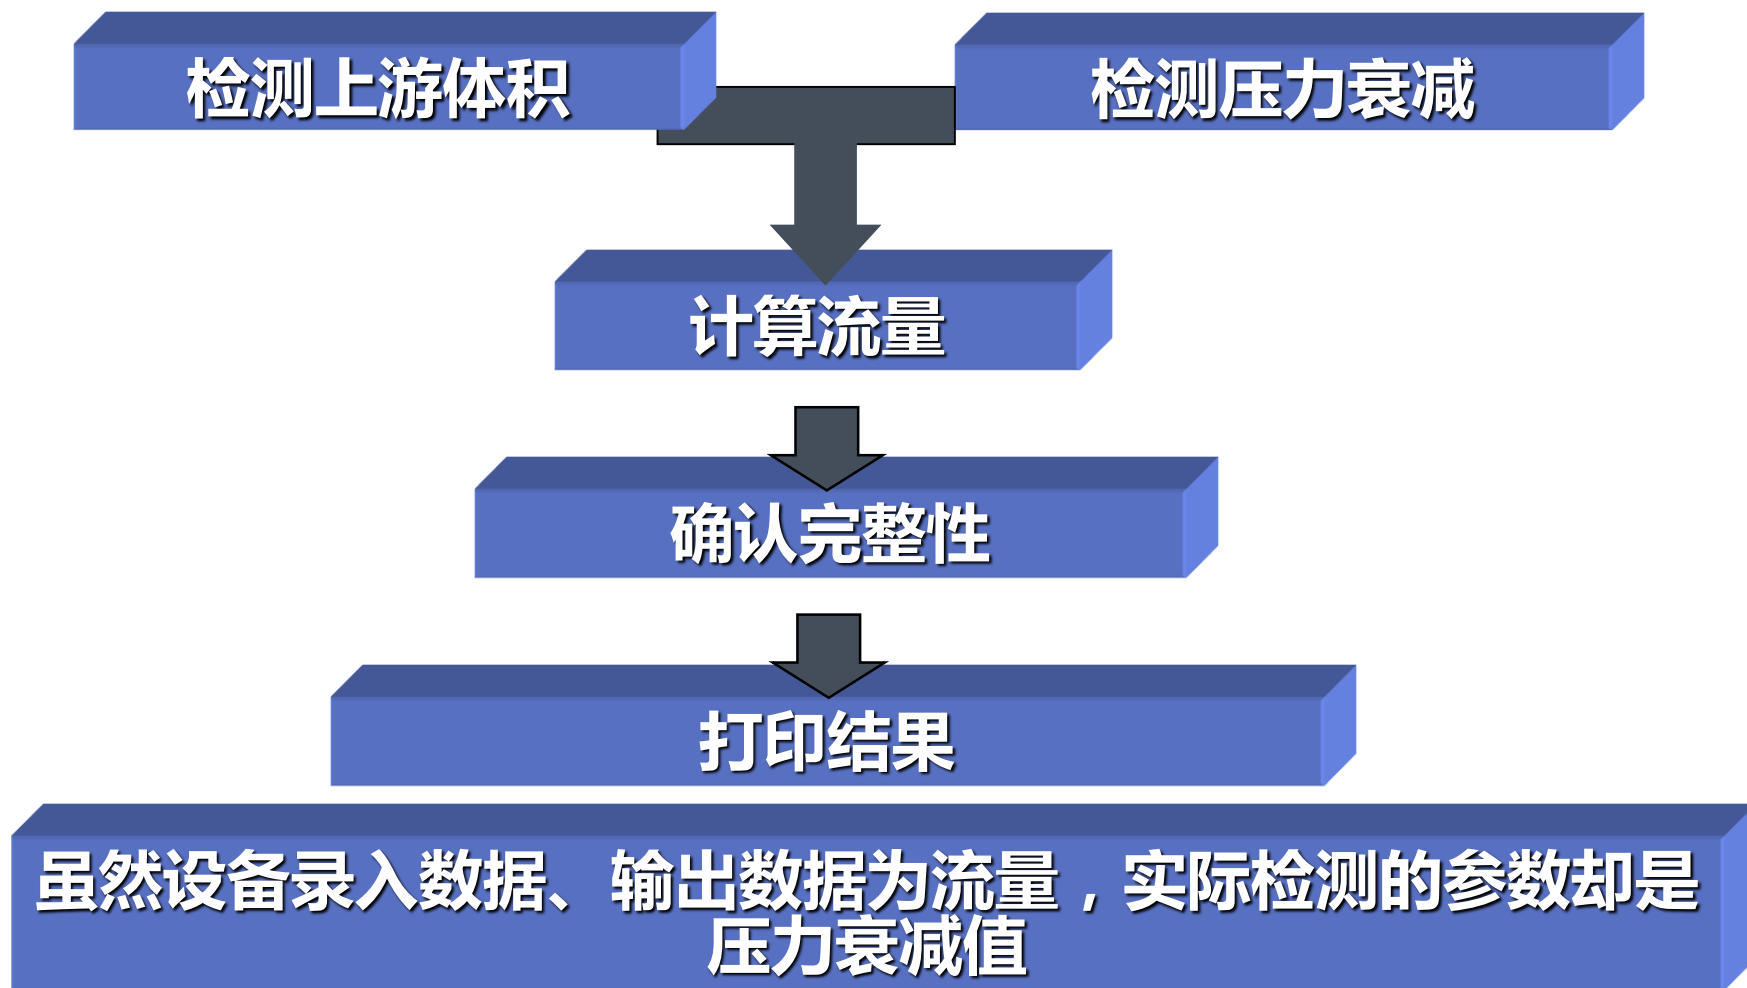 检测上游体积
检测压力衰减
计算流量
确认完整性
打印结果
虽然设备录入数据、输出数据为流量，实际检测的参数却是
压力衰减值